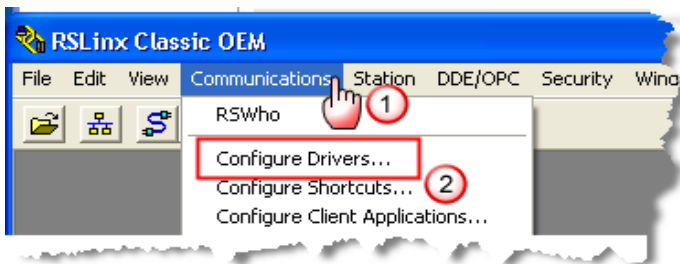 RSLinx Classic OEM
File Edit View Communications Station DDE/OPC Security
1
RSWho
Configure Drivers...
Configure Shortcuts... 2
Configure Client Applications...